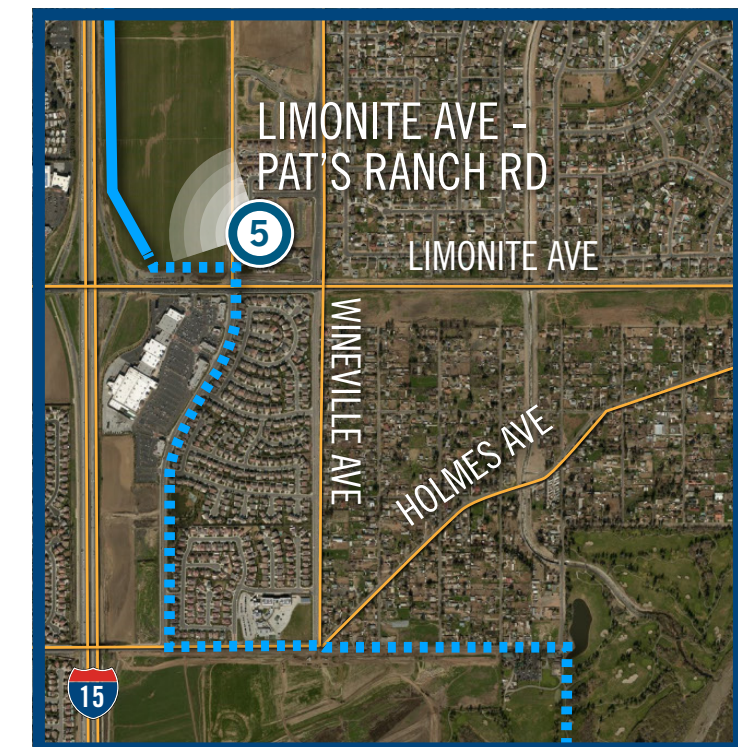 LIMONITE AVE -
PAT'S RANCH RD
5
LIMONITE AVE
WINEVILLE AVE
HOLMES AVE
15